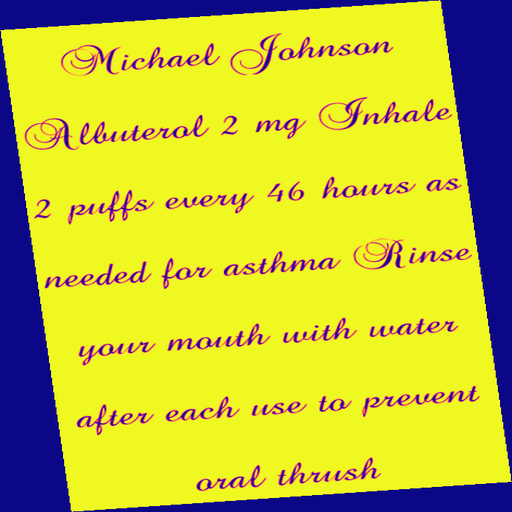 Michael Johnson
Albuterol 2 mg Inhale
2 puffs every 46 hours as
needed for asthma Rinse
your mouth with water
after each use to prevent
oral thrush